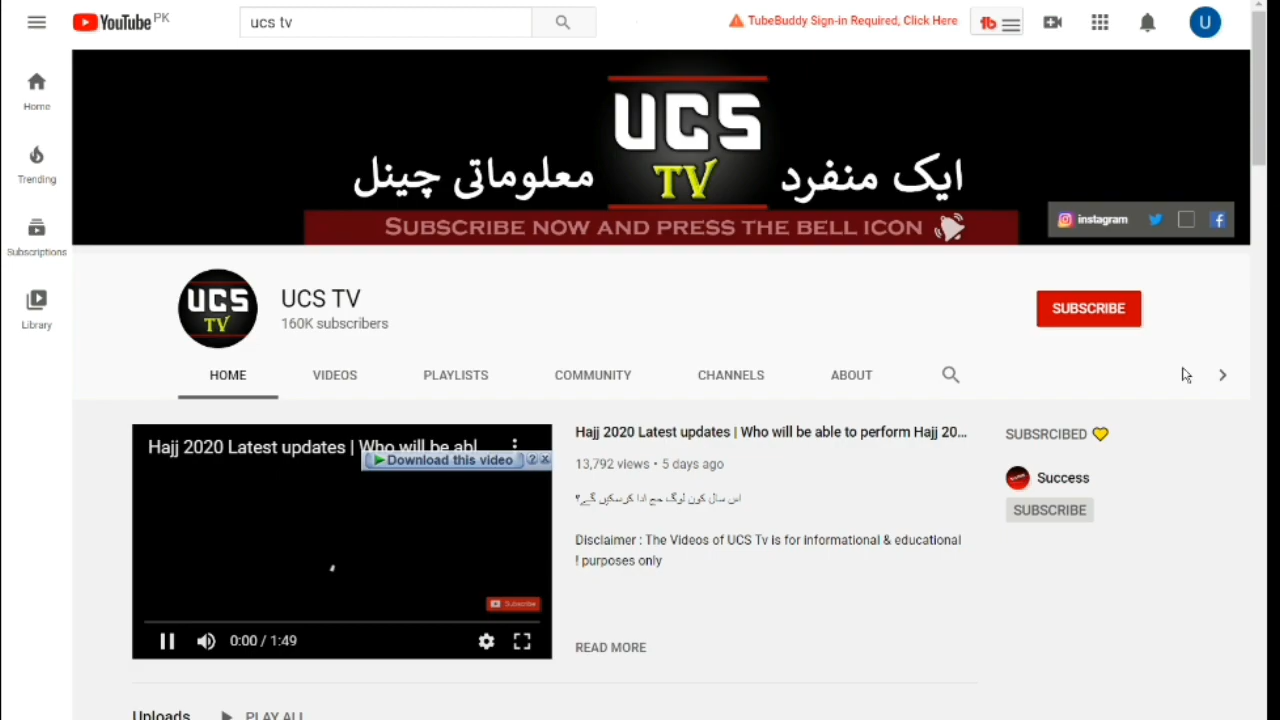 YouTube PK
ucs tv
TubeBuddy Sign-in Required, Click Here
tb
U
Home
Trending
Subscriptions
Library
UCS
TV
ایک منفرد
معلوماتی چینل
SUBSCRIBE NOW AND PRESS THE BELL ICON
instagram
UCS
TV
UCS TV
160K subscribers
SUBSCRIBE
HOME
VIDEOS
PLAYLISTS
COMMUNITY
CHANNELS
ABOUT
Hajj 2020 Latest updates | Who will be abl
Download this video
Subscribe
0:00 / 1:49
Hajj 2020 Latest updates | Who will be able to perform Hajj 20...
13,792 views • 5 days ago
اس سال کون لوگ حج ادا کرسکیں گے؟
Disclaimer : The Videos of UCS Tv is for informational & educational
! purposes only
READ MORE
SUBSRCIBED
Success
SUBSCRIBE
Uploads
PLAY ALL